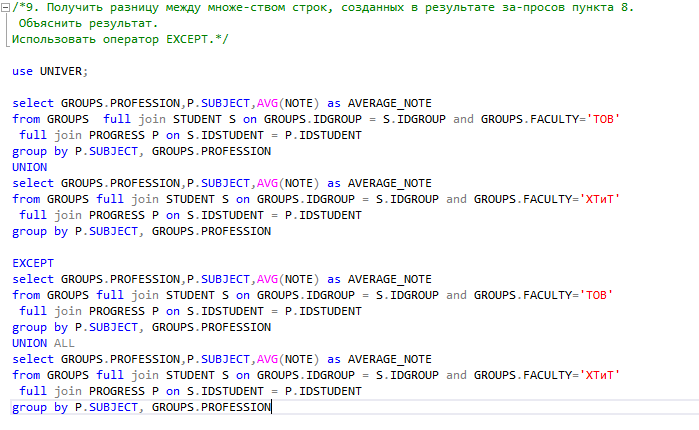 /*9. Получить разницу между множе-ством строк, созданных в результате за-просов пункта 8.
Объяснить результат.
Использовать оператор EXCEPT.*/
use UNIVER;
select GROUPS.PROFESSION,P.SUBJECT,AVG(NOTE) as AVERAGE_NOTE
from GROUPS  full join STUDENT S on GROUPS.IDGROUP = S.IDGROUP and GROUPS.FACULTY='ТОВ'
full join PROGRESS P on S.IDSTUDENT = P.IDSTUDENT
group by P.SUBJECT, GROUPS.PROFESSION
UNION
select GROUPS.PROFESSION,P.SUBJECT,AVG(NOTE) as AVERAGE_NOTE
from GROUPS full join STUDENT S on GROUPS.IDGROUP = S.IDGROUP and GROUPS.FACULTY='ХТиТ'
full join PROGRESS P on S.IDSTUDENT = P.IDSTUDENT
group by P.SUBJECT, GROUPS.PROFESSION
EXCEPT
select GROUPS.PROFESSION,P.SUBJECT,AVG(NOTE) as AVERAGE_NOTE
from GROUPS full join STUDENT S on GROUPS.IDGROUP = S.IDGROUP and GROUPS.FACULTY='ТОВ'
full join PROGRESS P on S.IDSTUDENT = P.IDSTUDENT
group by P.SUBJECT, GROUPS.PROFESSION
UNION ALL
select GROUPS.PROFESSION,P.SUBJECT,AVG(NOTE) as AVERAGE_NOTE
from GROUPS full join STUDENT S on GROUPS.IDGROUP = S.IDGROUP and GROUPS.FACULTY='ХТиТ'
full join PROGRESS P on S.IDSTUDENT = P.IDSTUDENT
group by P.SUBJECT, GROUPS.PROFESSION